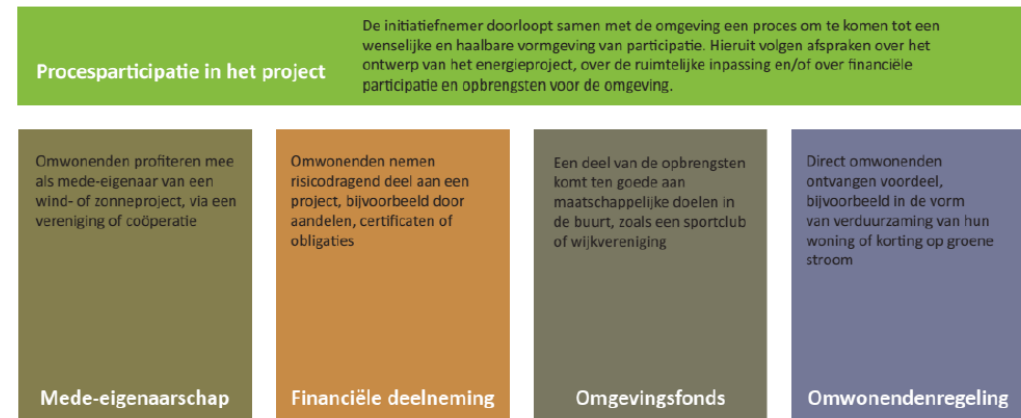 Procesparticipatie in het project
De initiatiefnemer doorloopt samen met de omgeving een proces om te komen tot een
wenselijke en haalbare vormgeving van participatie. Hieruit volgen afspraken over het
ontwerp van het energieproject, over de ruimtelijke inpassing en/of over financiële
participatie en opbrengsten voor de omgeving.
Omwonenden profiteren mee
als mede-eigenaar van een
wind- of zonneproject, via een
vereniging of coöperatie
Mede-eigenaarschap
Omwonenden nemen
risicodragend deel aan een
project, bijvoorbeeld door
aandelen, certificaten of
obligaties
Financiële deelneming
Een deel van de opbrengsten
komt ten goede aan
maatschappelijke doelen in
de buurt, zoals een sportclub
of wijkvereniging
Omgevingsfonds
Direct omwonenden
ontvangen voordeel,
bijvoorbeeld in de vorm
van verduurzaming van hun
woning of korting op groene
stroom
Omwonendenregeling